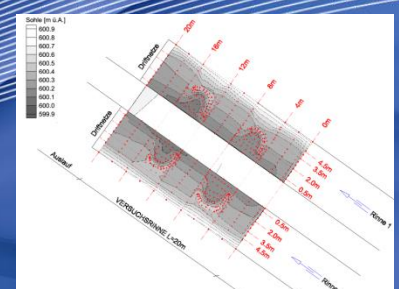 Sohle [m ü.A.]
600.9
600.8
600.7
600.6
600.5
600.4
600.3
600.2
600.1
600.0
599.9
20m
16m
12m
8m
4m
0m
Driftnetze
4.5m
3.5m
2.0m
0.5m
Rinne 1
Driftnetze
Auslauf
VERSUCHSRINNE L=20m
0.5m
2.0m
3.5m
4.5m